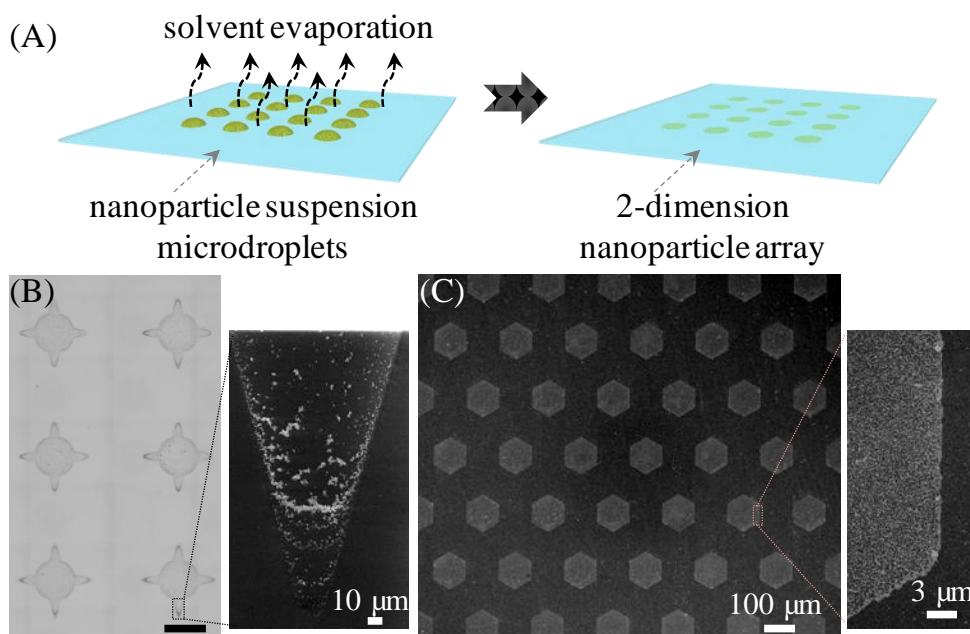 (A)
solvent evaporation
nanoparticle suspension
microdroplets
2-dimension
nanoparticle array
(B)
10 μm
(C)
100 μm
3 μm